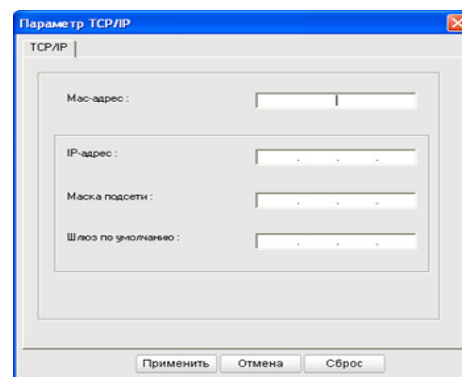 Параметр TCP/IP
TCP/IP
Mac-адрес :
IP-адрес :
Маска подсети :
Шлюз по умолчанию :
Применить Отмена Сброс